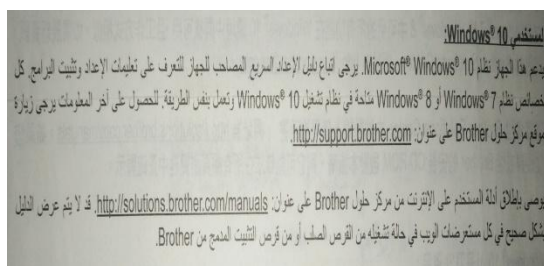 لمستخدمي Windows® 10:
يدعم هذا الجهاز نظام Microsoft® Windows® 10. يرجى اتباع دليل الإعداد السريع المصاحب للجهاز للتعرف على تعليمات الإعداد وتثبيت البرامج. كل
خصائص نظام Windows® 7 أو Windows® 8 متاحة في نظام تشغيل Windows® 10 وتعمل بنفس الطريقة. للحصول على آخر المعلومات يرجى زيارة
موقع مركز حلول Brother على عنوان: http://support.brother.com.
يوصى بإطلاق أدلة المستخدم على الإنترنت من مركز حلول Brother على عنوان: http://solutions.brother.com/manuals. قد لا يتم عرض الدليل
بشكل صحيح في كل مستعرضات الويب في حالة تشغيله من القرص الصلب أو من قرص التثبيت المدمج من Brother.